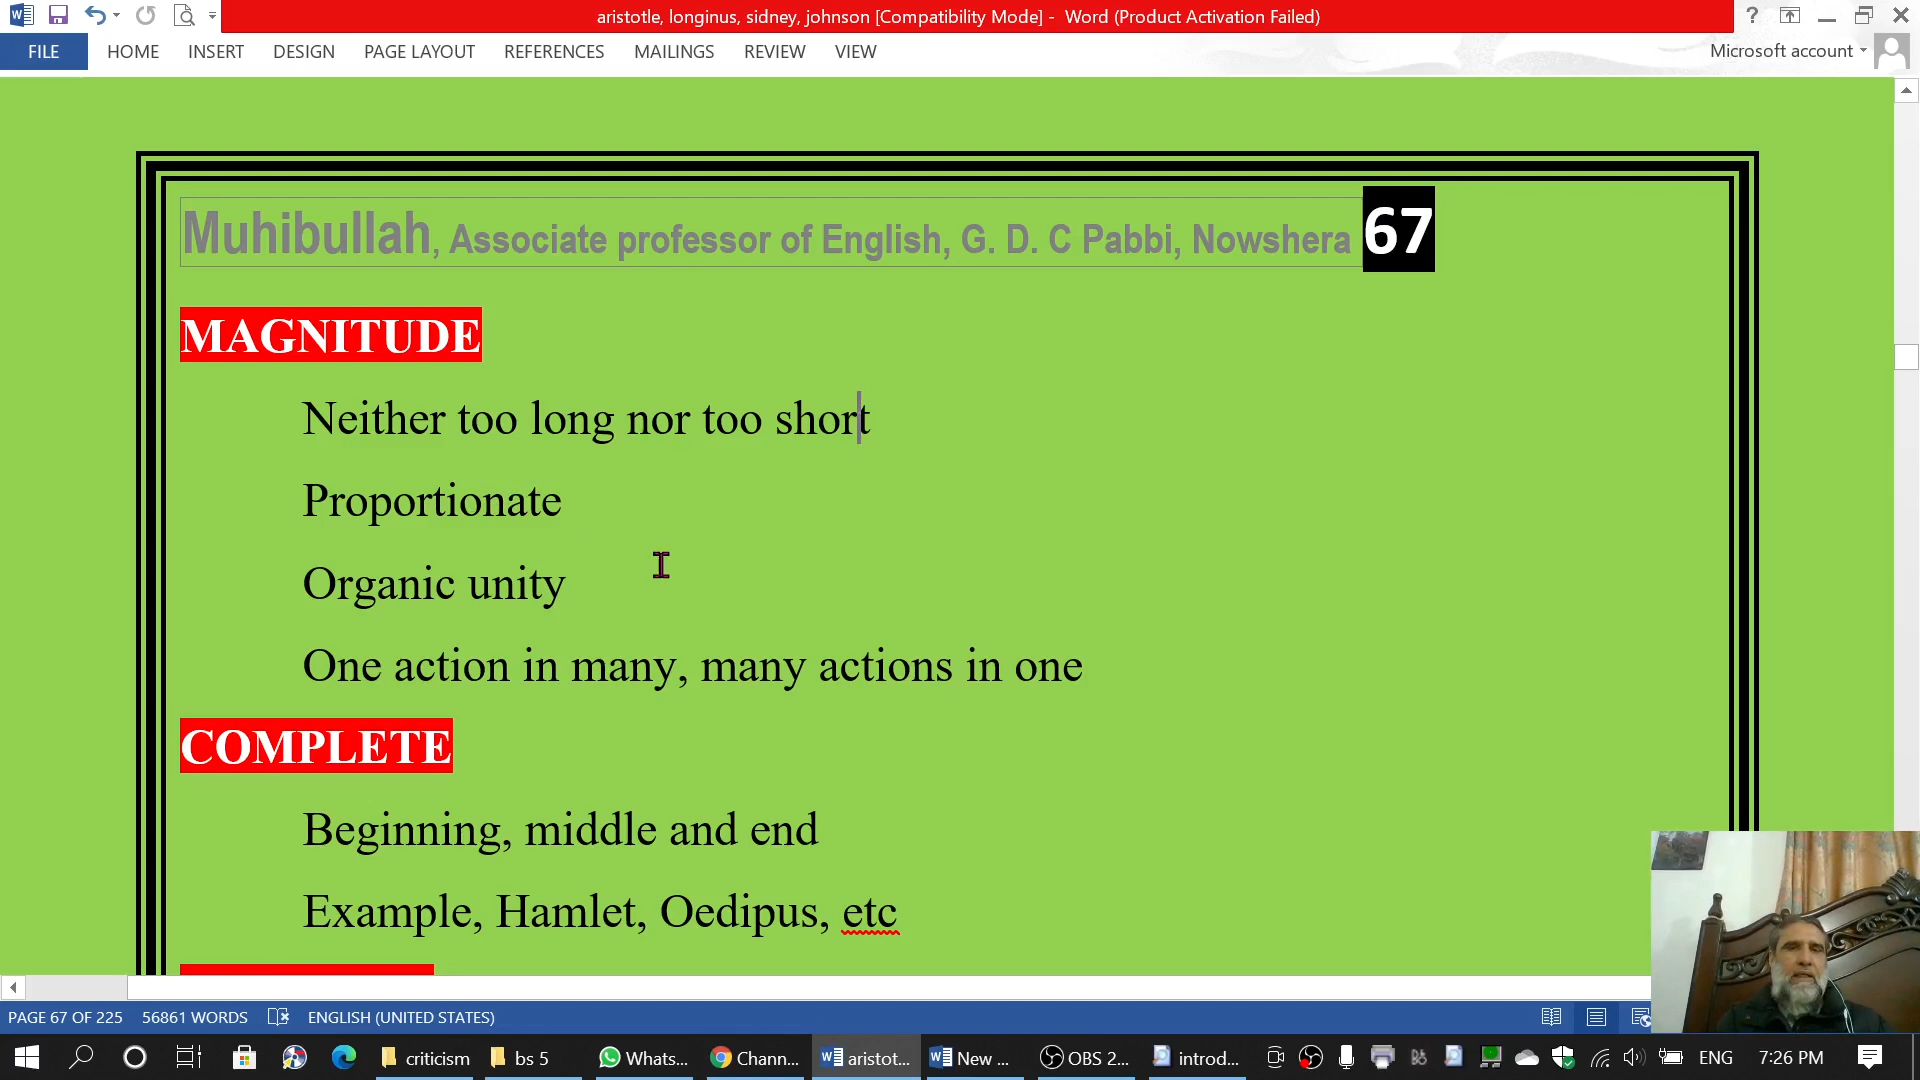 aristotle, longinus, sidney, johnson [Compatibility Mode] - Word (Product Activation Failed)
FILE HOME INSERT DESIGN PAGE LAYOUT REFERENCES MAILINGS REVIEW VIEW Microsoft account
Muhibullah, Associate professor of English, G. D. C Pabbi, Nowshera 67
MAGNITUDE
Neither too long nor too short
Proportionate
Organic unity
One action in many, many actions in one
COMPLETE
Beginning, middle and end
Example, Hamlet, Oedipus, etc
PAGE 67 OF 225 56861 WORDS ENGLISH (UNITED STATES)
criticism bs 5 Whats... Chann... aristot... New ... OBS 2... introd... ENG 7:26 PM